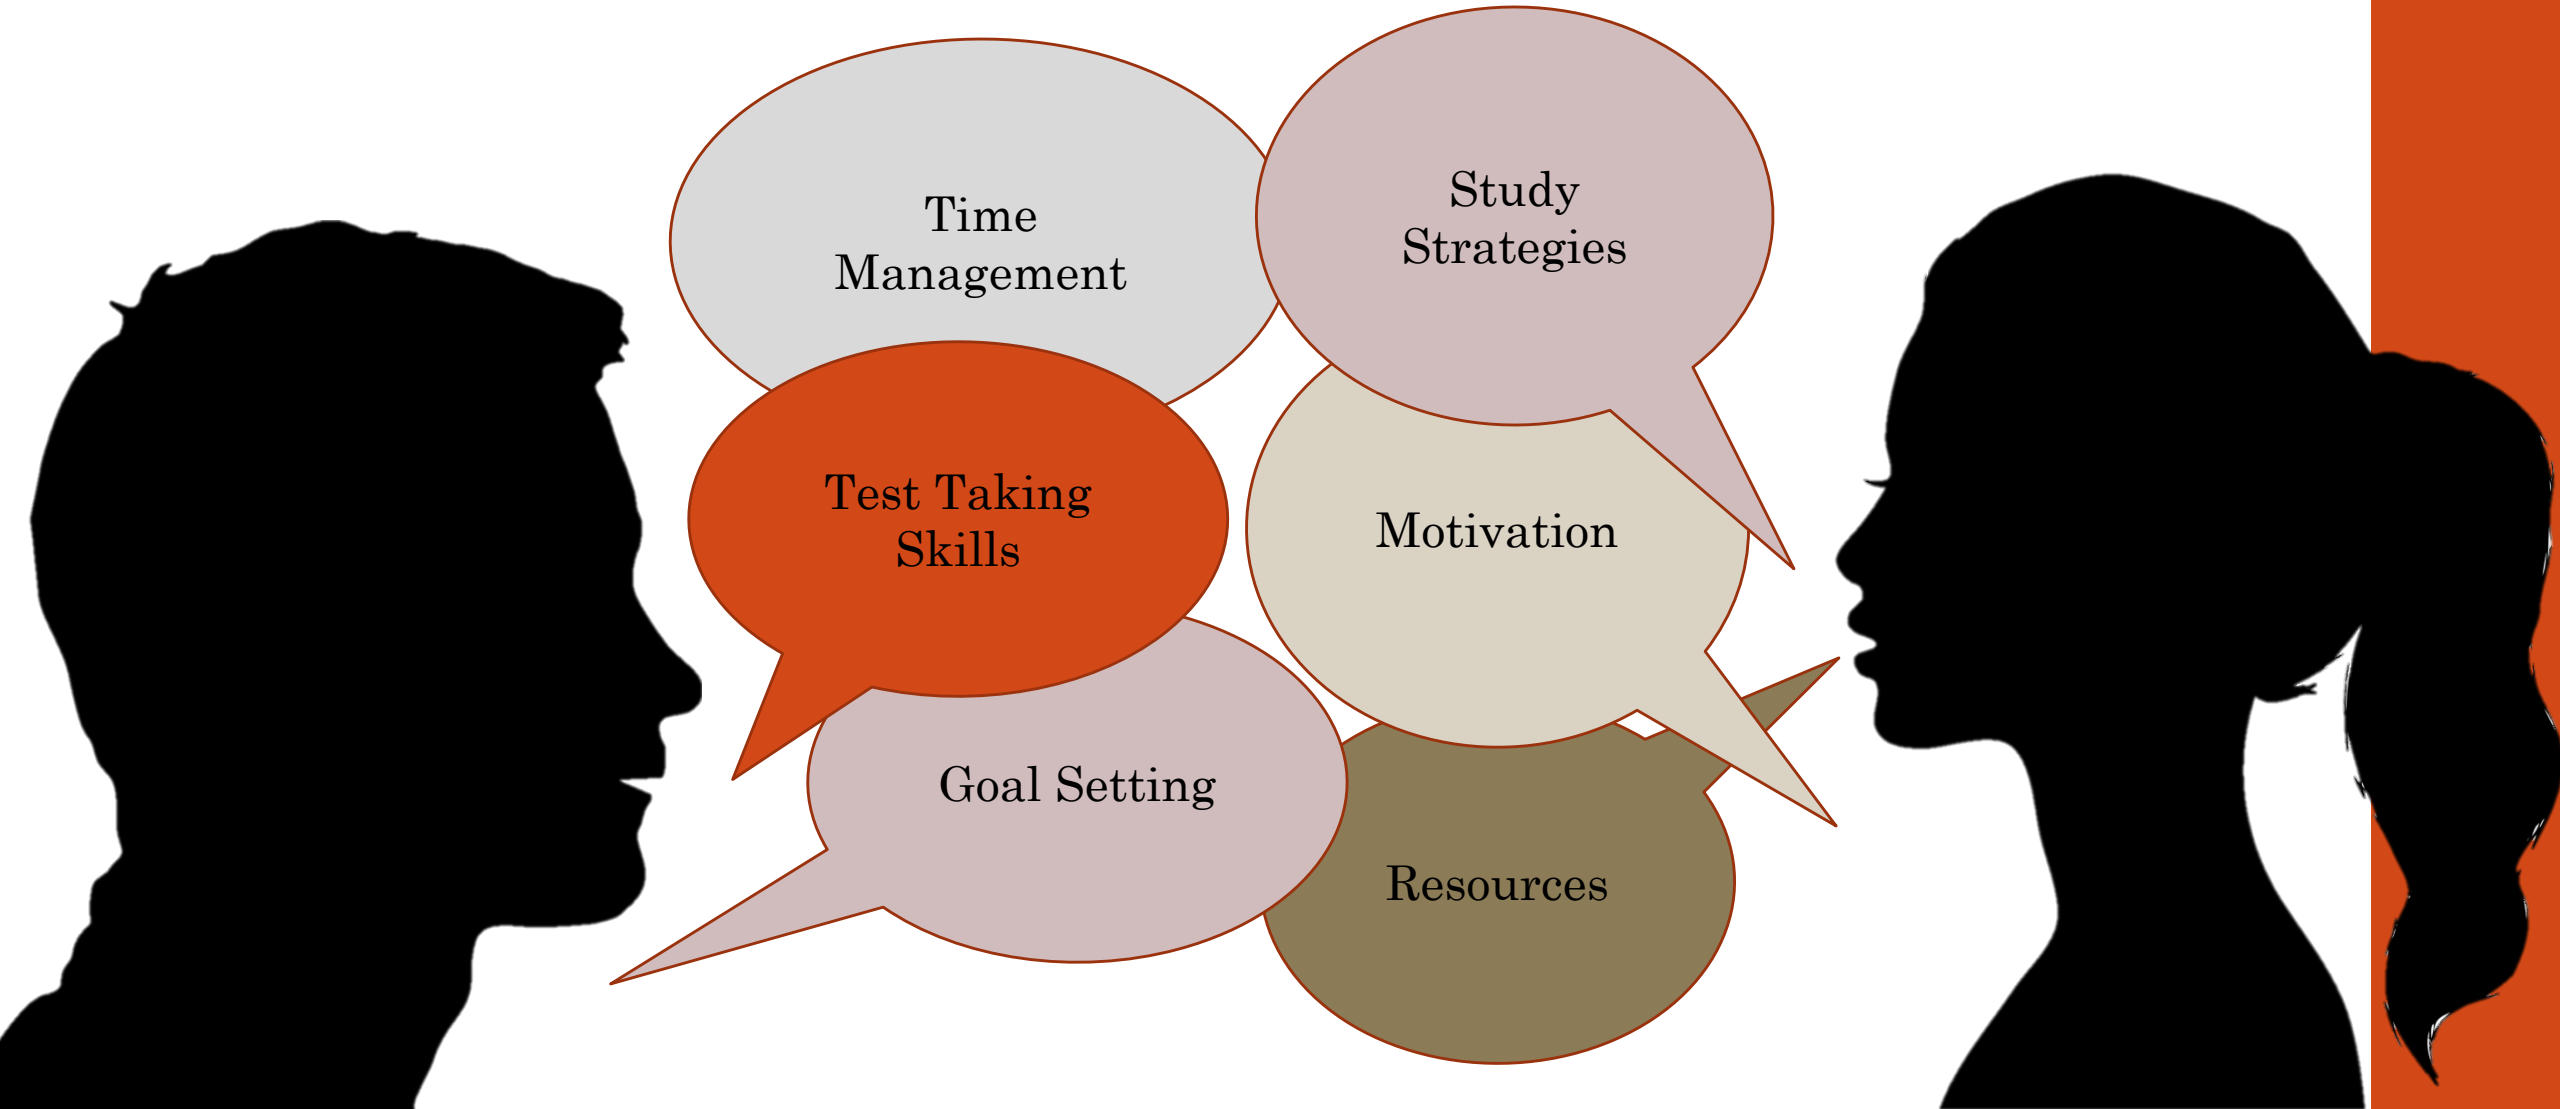 Time
Management
Study
Strategies
Test Taking
Skills
Motivation
Goal Setting
Resources